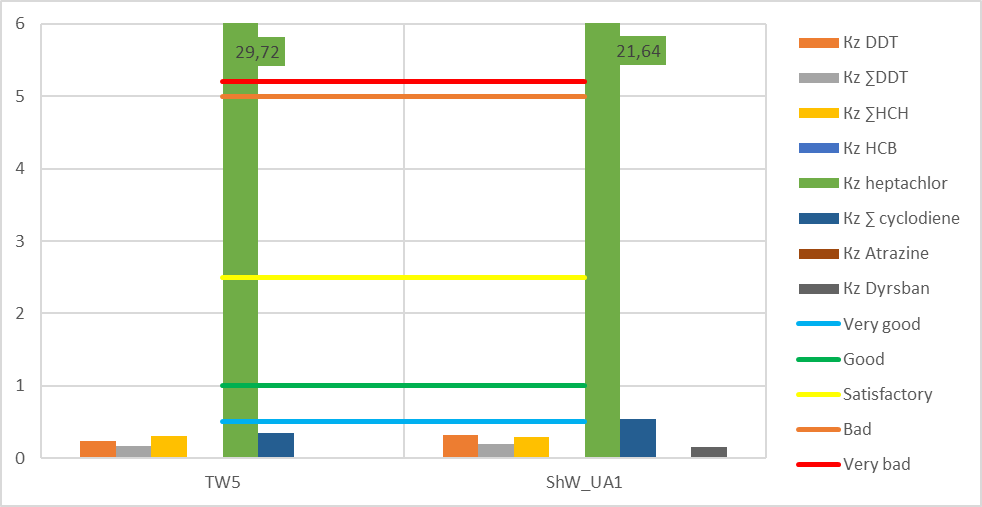 6
5
4
3
2
1
0
29,72
21,64
TW5
ShW_UA1
Kz DDT
Kz ∑DDT
Kz ∑HCH
Kz HCB
Kz heptachlor
Kz ∑ cyclodiene
Kz Atrazine
Kz Dyrsban
Very good
Good
Satisfactory
Bad
Very bad